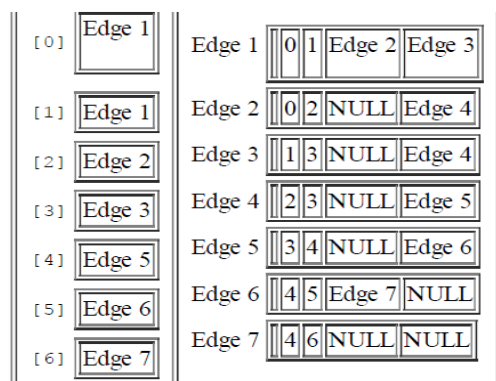 [0] Edge 1
[1] Edge 1
[2] Edge 2
[3] Edge 3
[4] Edge 5
[5] Edge 6
[6] Edge 7
Edge 1 0 1 Edge 2 Edge 3
Edge 2 0 2 NULL Edge 4
Edge 3 1 3 NULL Edge 4
Edge 4 2 3 NULL Edge 5
Edge 5 3 4 NULL Edge 6
Edge 6 4 5 Edge 7 NULL
Edge 7 4 6 NULL NULL